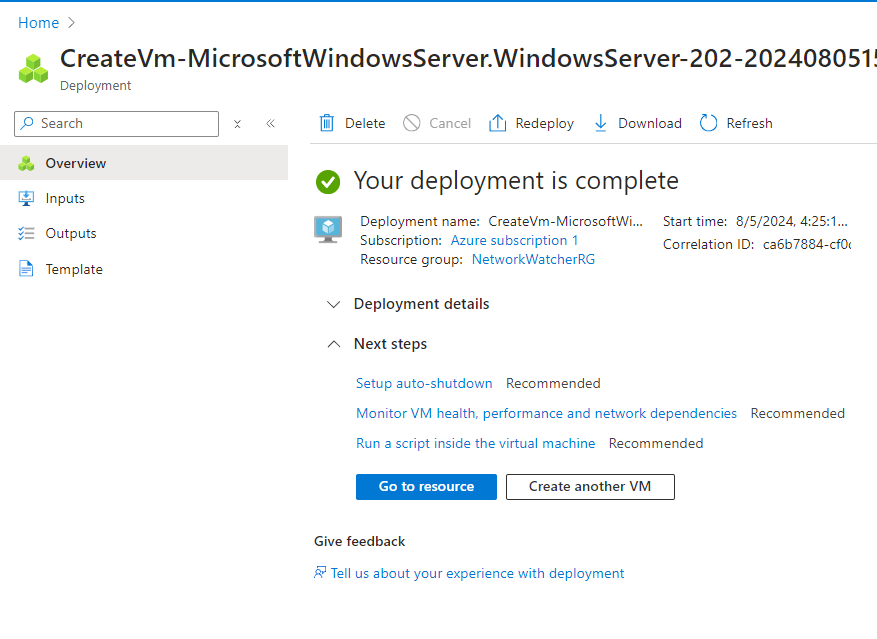 Home
CreateVm-MicrosoftWindowsServer.WindowsServer-202-2024080515
Deployment
Search
Delete
Cancel
Redeploy
Download
Refresh
Overview
Inputs
Outputs
Template
Your deployment is complete
Deployment name: CreateVm-MicrosoftWi...
Subscription: Azure subscription 1
Resource group: NetworkWatcherRG
Start time: 8/5/2024, 4:25:1...
Correlation ID: ca6b7884-cf0
Deployment details
Next steps
Setup auto-shutdown Recommended
Monitor VM health, performance and network dependencies Recommended
Run a script inside the virtual machine Recommended
Go to resource
Create another VM
Give feedback
Tell us about your experience with deployment